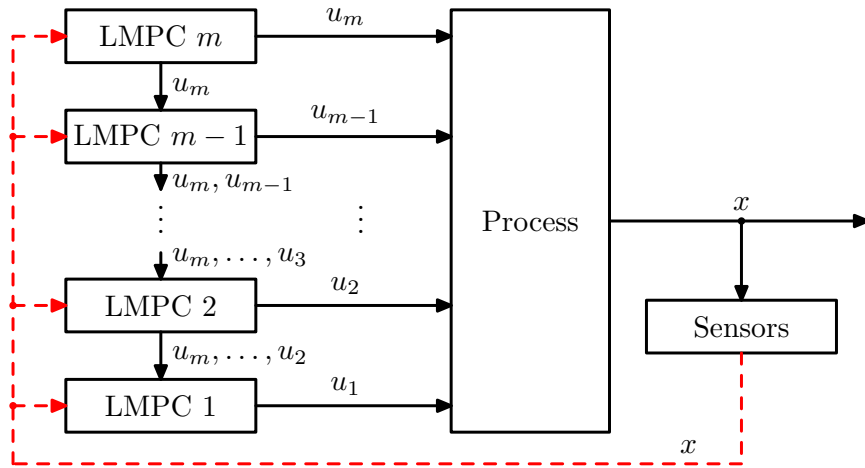 LMPC m
u_m
u_m
LMPC m − 1
u_{m−1}
u_m, u_{m−1}
x
⋮ ⋮
Process
u_m, …, u_3
LMPC 2
u_2
Sensors
u_m, …, u_2
LMPC 1
u_1
x